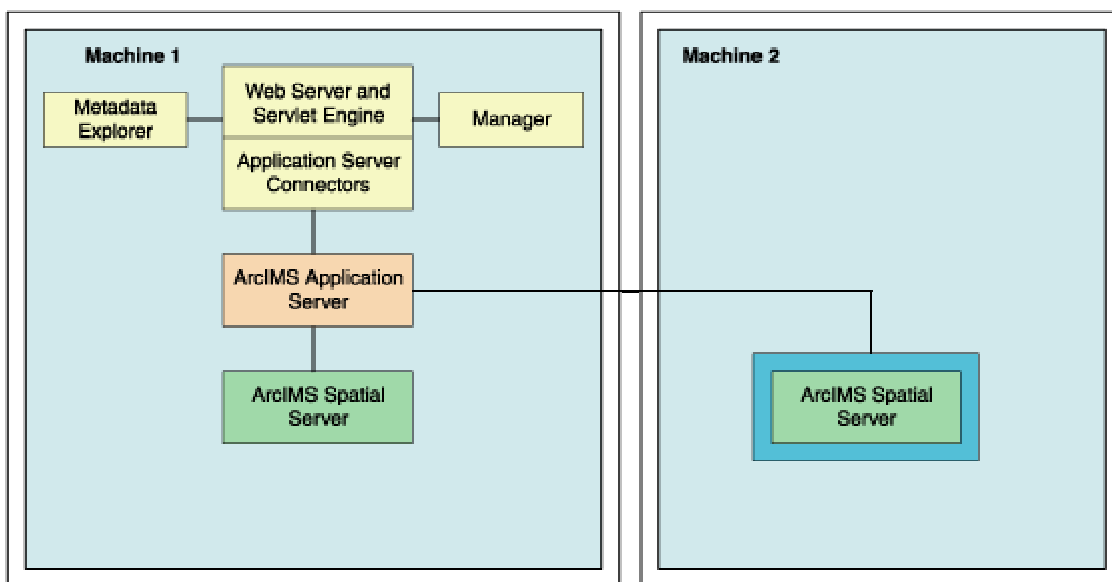 Machine 1
Metadata
Explorer
Web Server and
Servlet Engine
Manager
Application Server
Connectors
ArcIMS Application
Server
ArcIMS Spatial
Server
Machine 2
ArcIMS Spatial
Server